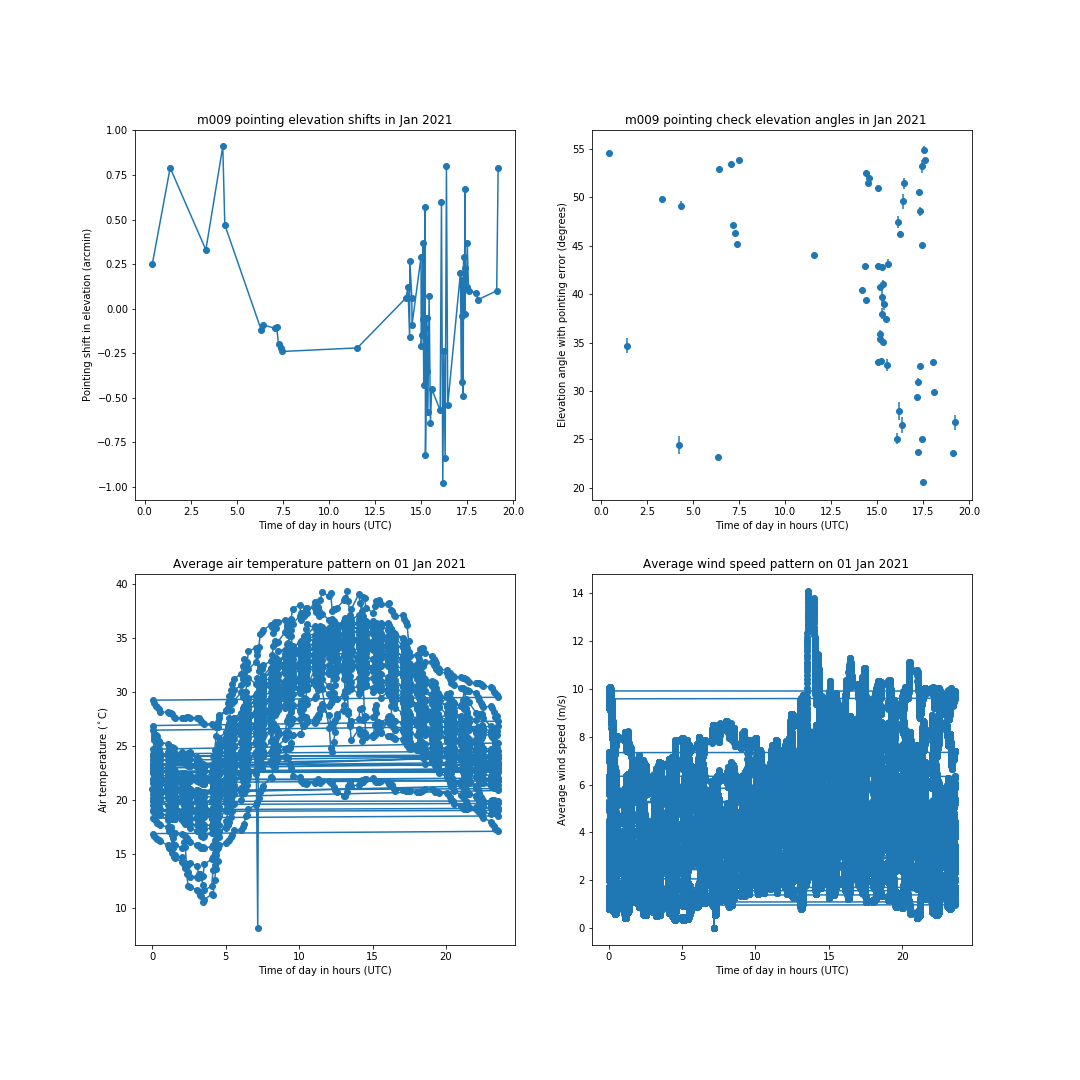 m009 pointing elevation shifts in Jan 2021
1.00
0.75
0.50
0.25
0.00
−0.25
−0.50
−0.75
−1.00
Pointing shift in elevation (arcmin)
0.0 2.5 5.0 7.5 10.0 12.5 15.0 17.5 20.0
Time of day in hours (UTC)
m009 pointing check elevation angles in Jan 2021
55
50
45
40
35
30
25
20
Elevation angle with pointing error (degrees)
0.0 2.5 5.0 7.5 10.0 12.5 15.0 17.5 20.0
Time of day in hours (UTC)
Average air temperature pattern on 01 Jan 2021
40
35
30
25
20
15
10
Air temperature (°C)
0 5 10 15 20
Time of day in hours (UTC)
Average wind speed pattern on 01 Jan 2021
14
12
10
8
6
4
2
0
Average wind speed (m/s)
0 5 10 15 20
Time of day in hours (UTC)